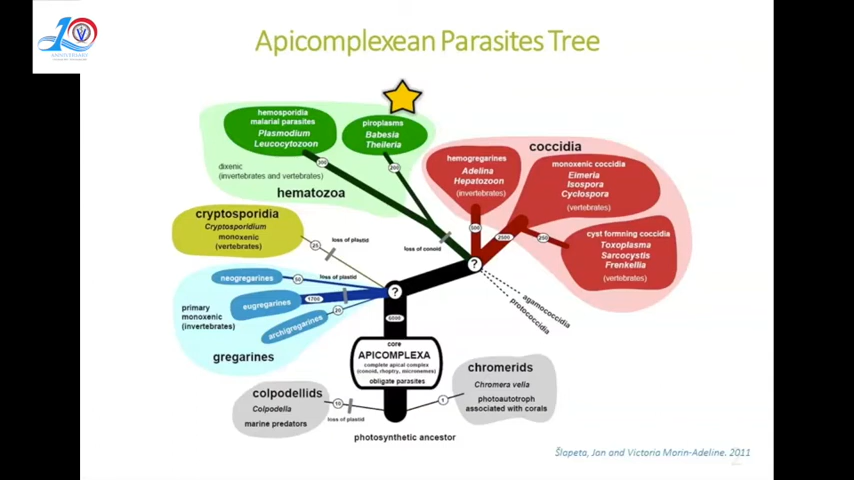 10
ANNIVERSARY
Apicomplexean Parasites Tree
hemosporidia
malarial parasites
Plasmodium
Leucocytozoon
piroplasms
Babesia
Theileria
dixenic
(invertebrates and vertebrates)
hematozoa
300
200
coccidia
hemogregarines
Adelina
Hepatozoon
(invertebrates)
monoxenic coccidia
Eimeria
Isospora
Cyclospora
(vertebrates)
cyst forming coccidia
Toxoplasma
Sarcocystis
Frenkellia
(vertebrates)
500
2500
200
cryptosporidia
Cryptosporidium
monoxenic
(vertebrates)
25
loss of plastid
loss of conoid
?
?
agamococcidia
protococcidia
neogregarines
50
loss of plastid
eugregarines
1700
archigregarines
20
primary
monoxenic
(invertebrates)
gregarines
6000
core
APICOMPLEXA
complete apical complex
(conoid, rhoptry, micronemes)
obligate parasites
colpodellids
Colpodella
marine predators
10
loss of plastid
chromerids
Chromera velia
photoautotroph
associated with corals
1
photosynthetic ancestor
Šlapeta, Jan and Victoria Morin-Adeline. 2011